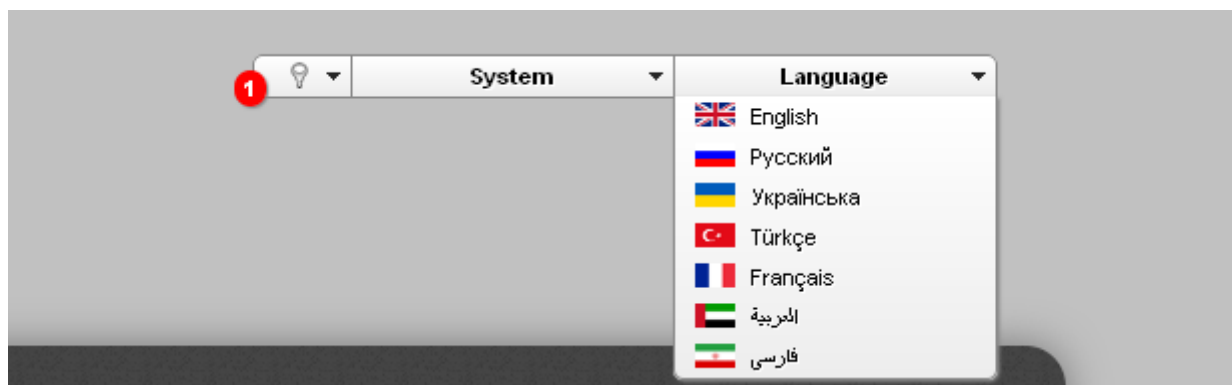 1
System
Language
English
Русский
Українська
Türkçe
Français
العربية
فارسی